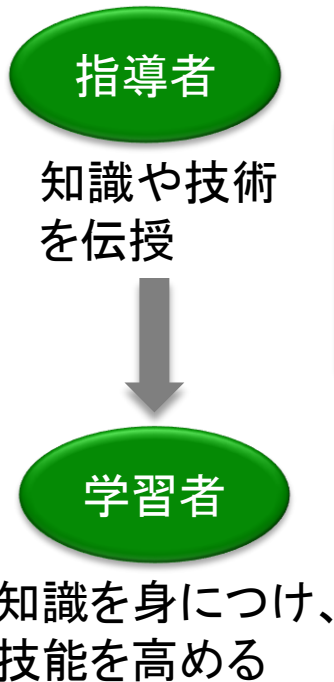 指導者
知識や技術
を伝授
学習者
知識を身につけ、
技能を高める